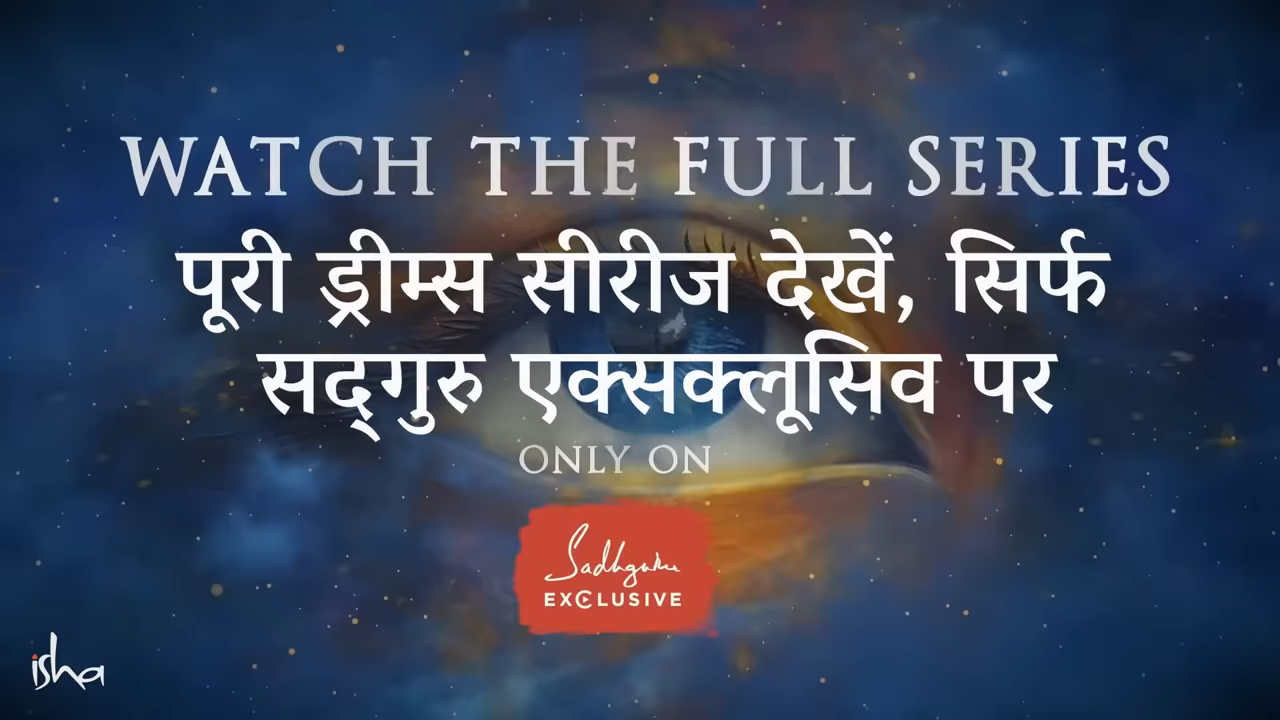 WATCH THE FULL SERIES
पूरी ड्रीम्स सीरीज देखें, सिर्फ
सद्गुरु एक्सक्लूसिव पर
ONLY ON
Sadhguru
EXCLUSIVE
isha